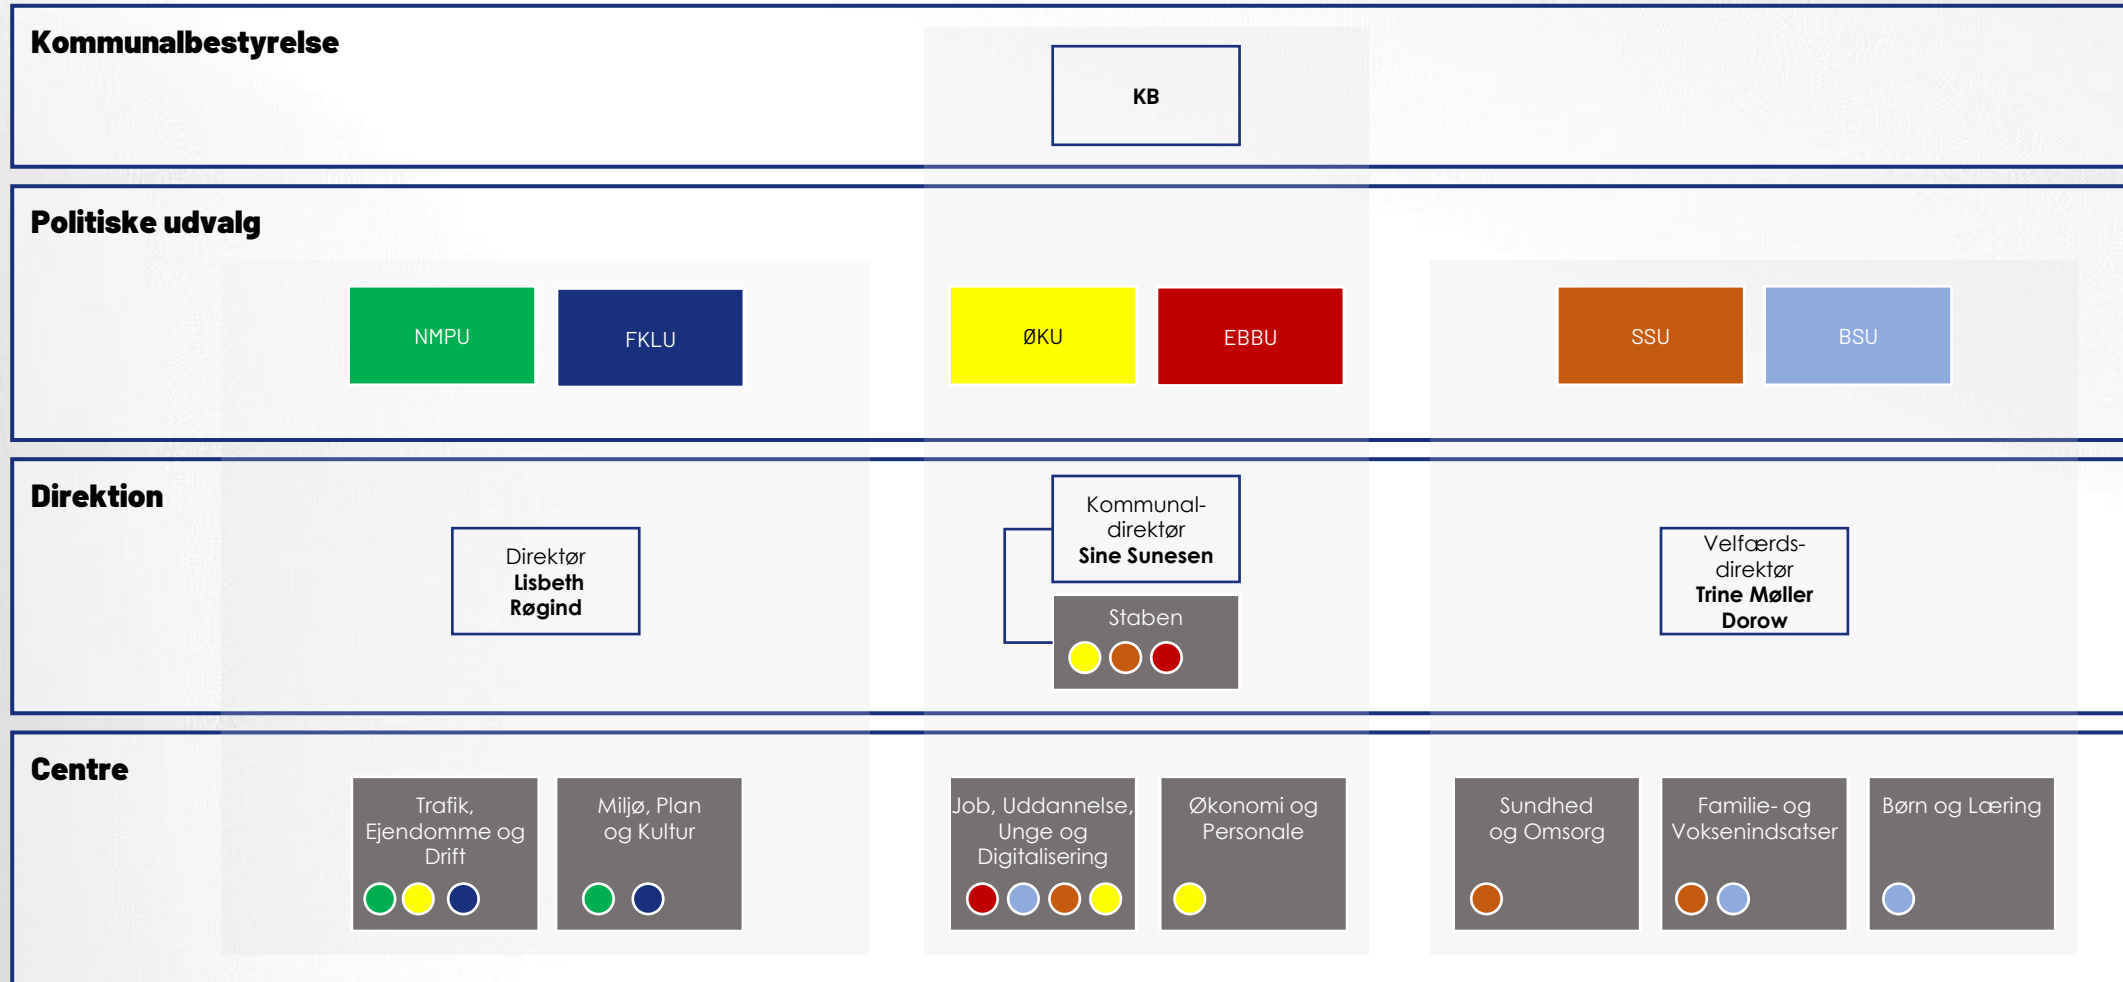 Kommunalbestyrelse
KB
Politiske udvalg
NMPU
FKLU
ØKU
EBBU
SSU
BSU
Direktion
Direktør
Lisbeth
Røgind
Kommunal-
direktør
Sine Sunesen
Staben
Velfærds-
direktør
Trine Møller
Dorow
Centre
Trafik,
Ejendomme og
Drift
Miljø, Plan
og Kultur
Job, Uddannelse,
Unge og
Digitalisering
Økonomi og
Personale
Sundhed
og Omsorg
Familie- og
Voksenindsatser
Børn og Læring